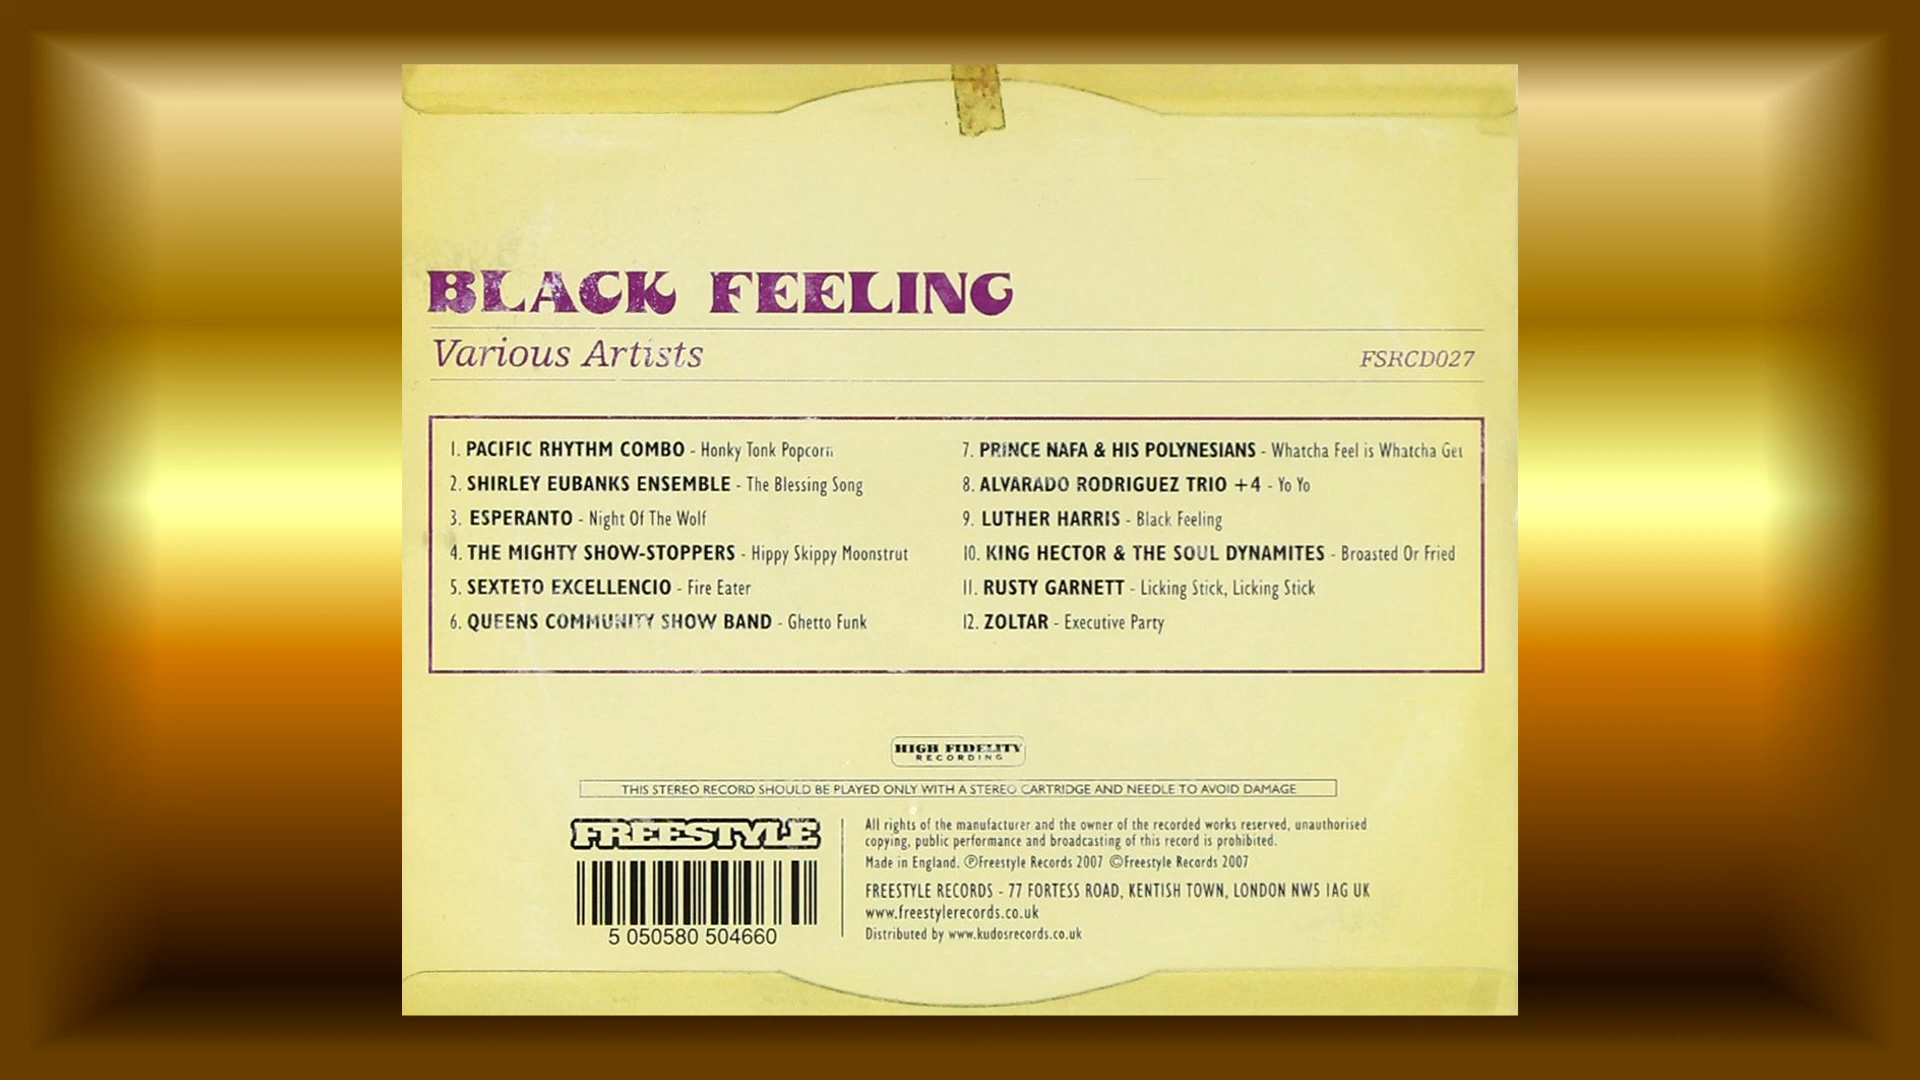 BLACK FEELING
Various Artists
FSRCD027
1. PACIFIC RHYTHM COMBO - Honky Tonk Popcorn
2. SHIRLEY EUBANKS ENSEMBLE - The Blessing Song
3. ESPERANTO - Night Of The Wolf
4. THE MIGHTY SHOW-STOPPERS - Hippy Skippy Moonstrut
5. SEXTETO EXCELLENCIO - Fire Eater
6. QUEENS COMMUNITY SHOW BAND - Ghetto Funk
7. PRINCE NAFA & HIS POLYNESIANS - Whatcha Feel is Whatcha Get
8. ALVARADO RODRIGUEZ TRIO +4 - Yo Yo
9. LUTHER HARRIS - Black Feeling
10. KING HECTOR & THE SOUL DYNAMITES - Broasted Or Fried
11. RUSTY GARNETT - Licking Stick, Licking Stick
12. ZOLTAR - Executive Party
HIGH FIDELITY
RECORDING
THIS STEREO RECORD SHOULD BE PLAYED ONLY WITH A STEREO CARTRIDGE AND NEEDLE TO AVOID DAMAGE
FREESTYLE
5 050580 504660
All rights of the manufacturer and the owner of the recorded works reserved, unauthorised
copying, public performance and broadcasting of this record is prohibited.
Made in England. ℗Freestyle Records 2007 ©Freestyle Records 2007
FREESTYLE RECORDS - 77 FORTESS ROAD, KENTISH TOWN, LONDON NW5 1AG UK
www.freestylerecords.co.uk
Distributed by www.kudosrecords.co.uk